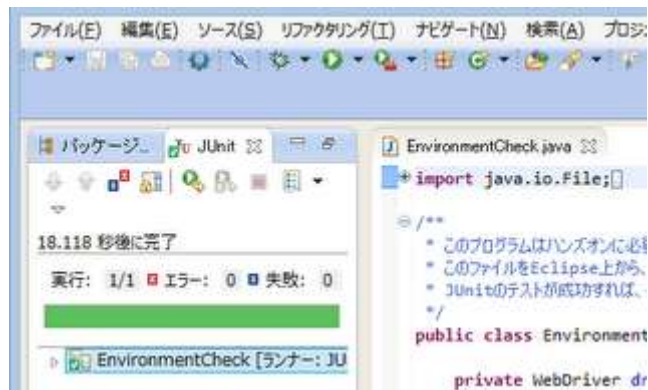 ファイル(F) 編集(E) ソース(S) リファクタリング(T) ナビゲート(N) 検索(A) プロジ
パッケージ... JUnit
EnvironmentCheck.java
import java.io.File;
18.118 秒後に完了
実行: 1/1 エラー: 0 失敗: 0
EnvironmentCheck [ランナー: JU
/**
* このプログラムはハンズオンに必
* このファイルをEclipse上から、
* JUnitのテストが成功すれば、
*/
public class Environment
private WebDriver dr